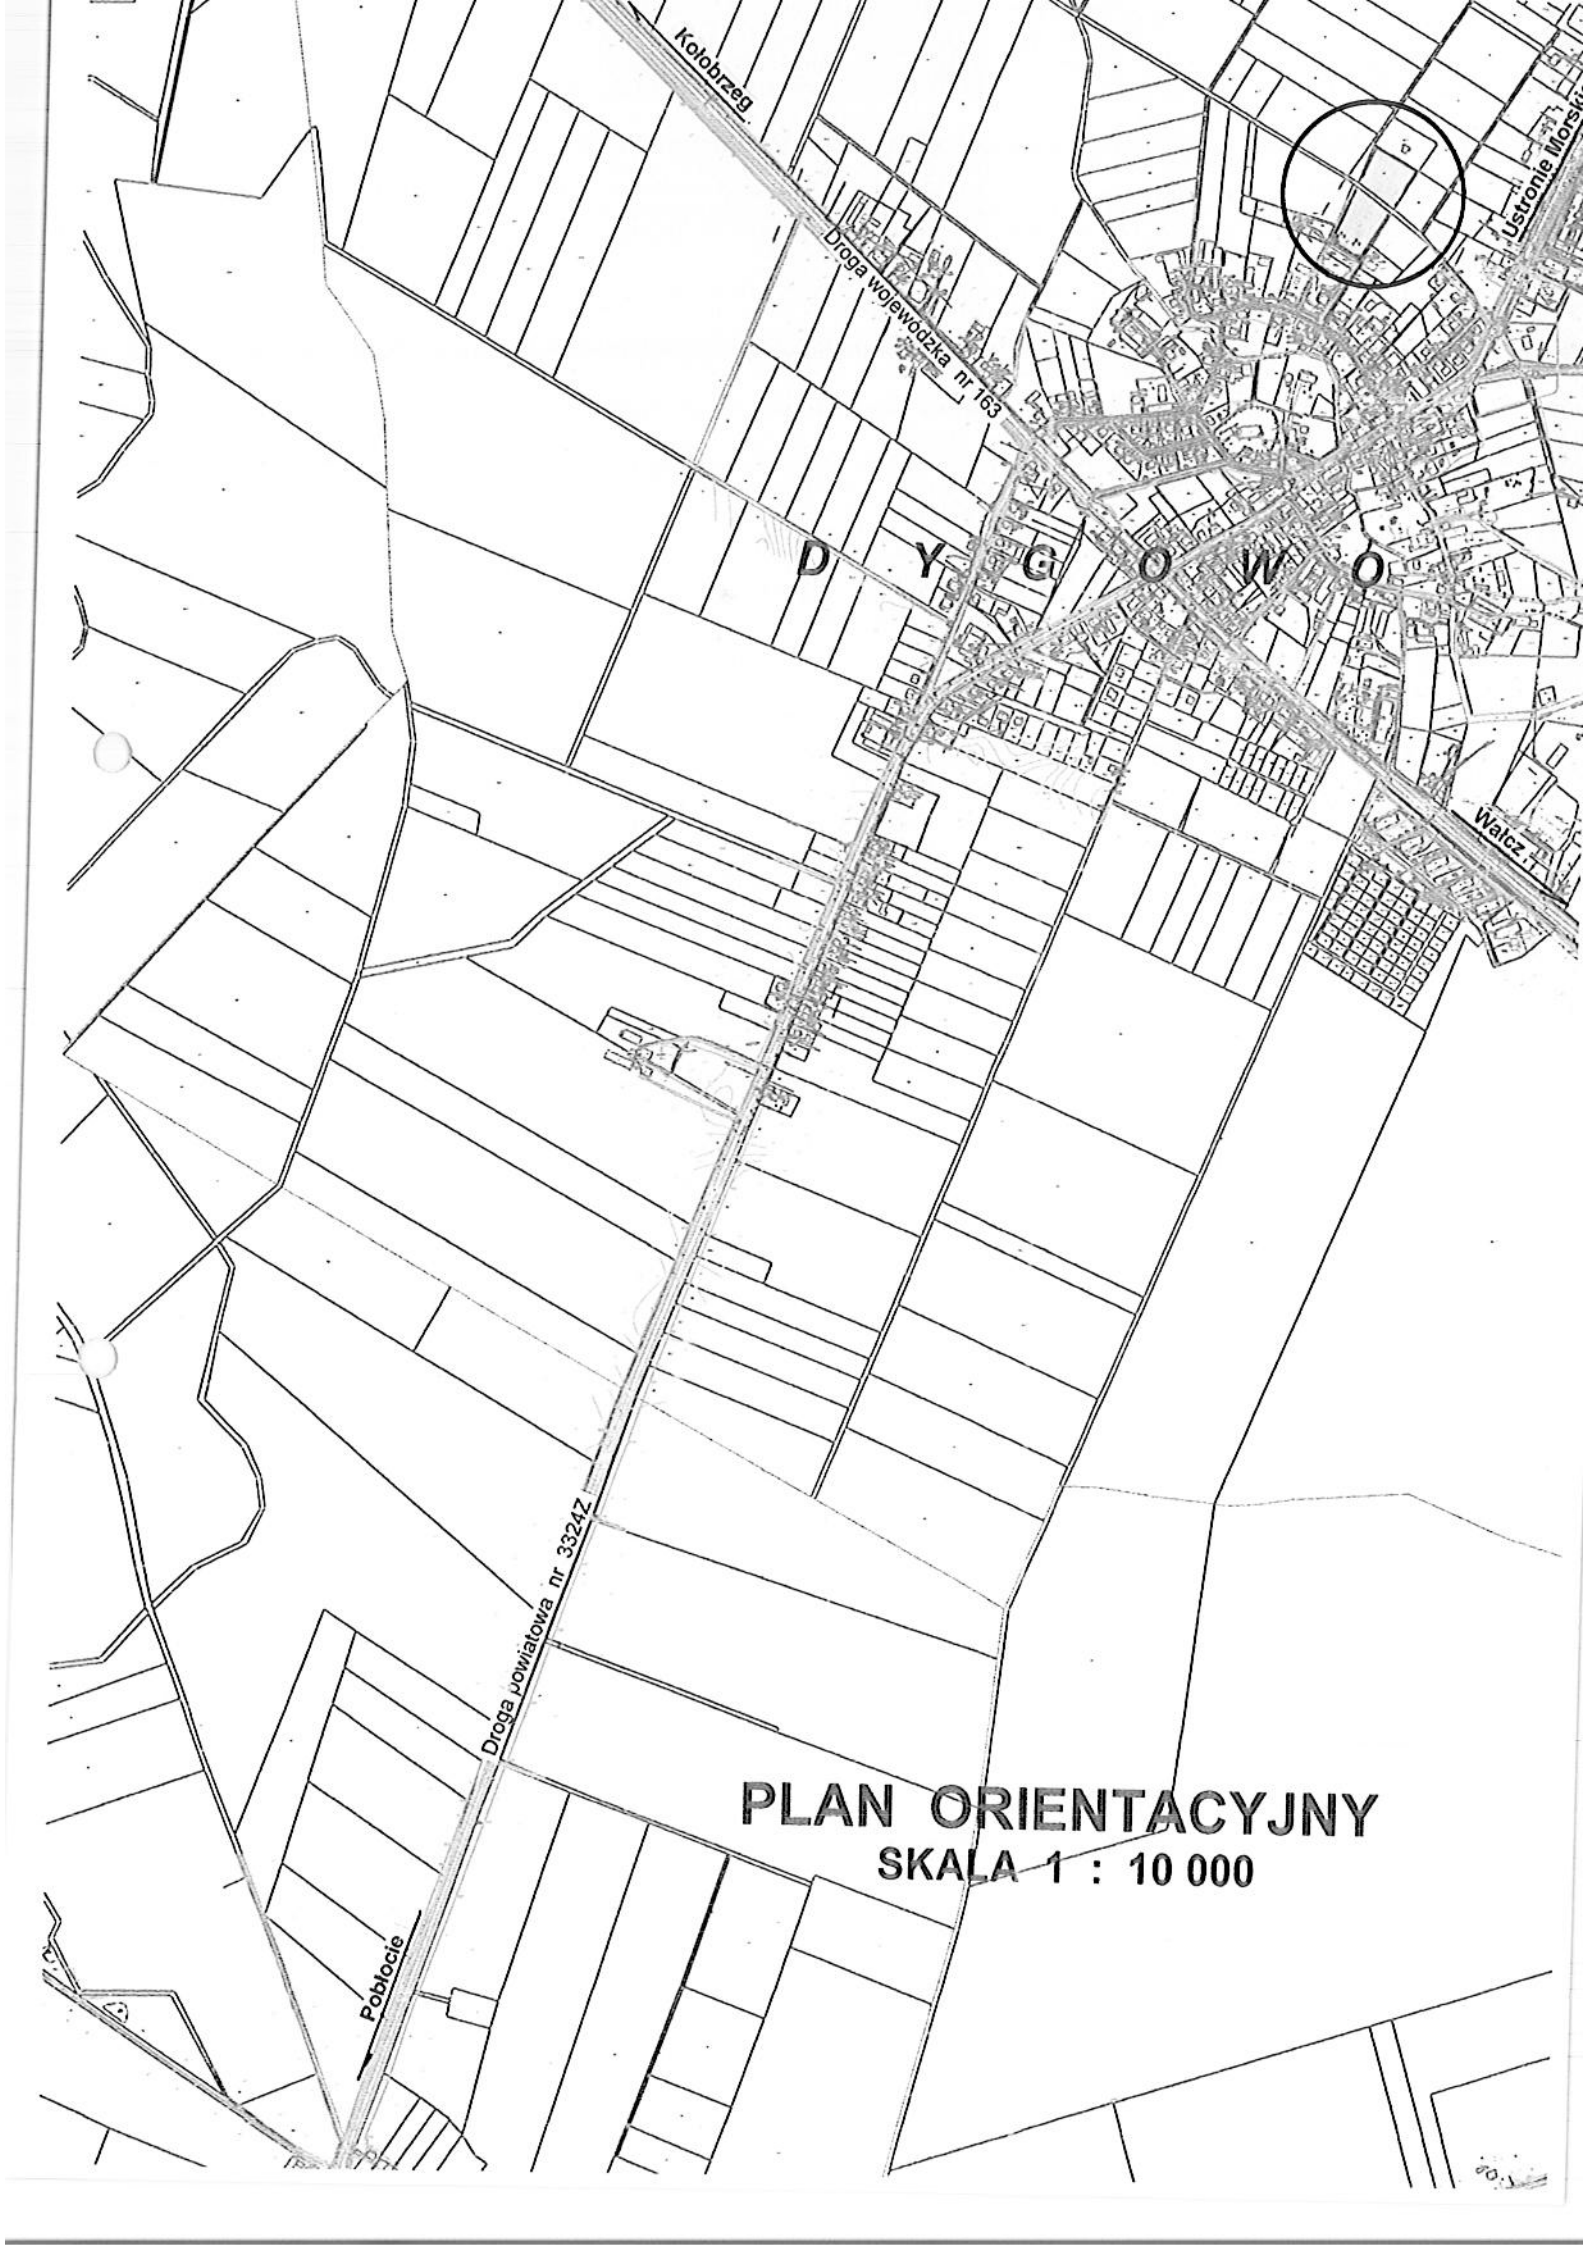 Kołobrzeg
Ustronie Morskie
Droga wojewódzka nr 163
D Y G O W O
Wałcz
Droga powiatowa nr 3324Z
PLAN ORIENTACYJNY
SKALA 1 : 10 000
Pobłocie